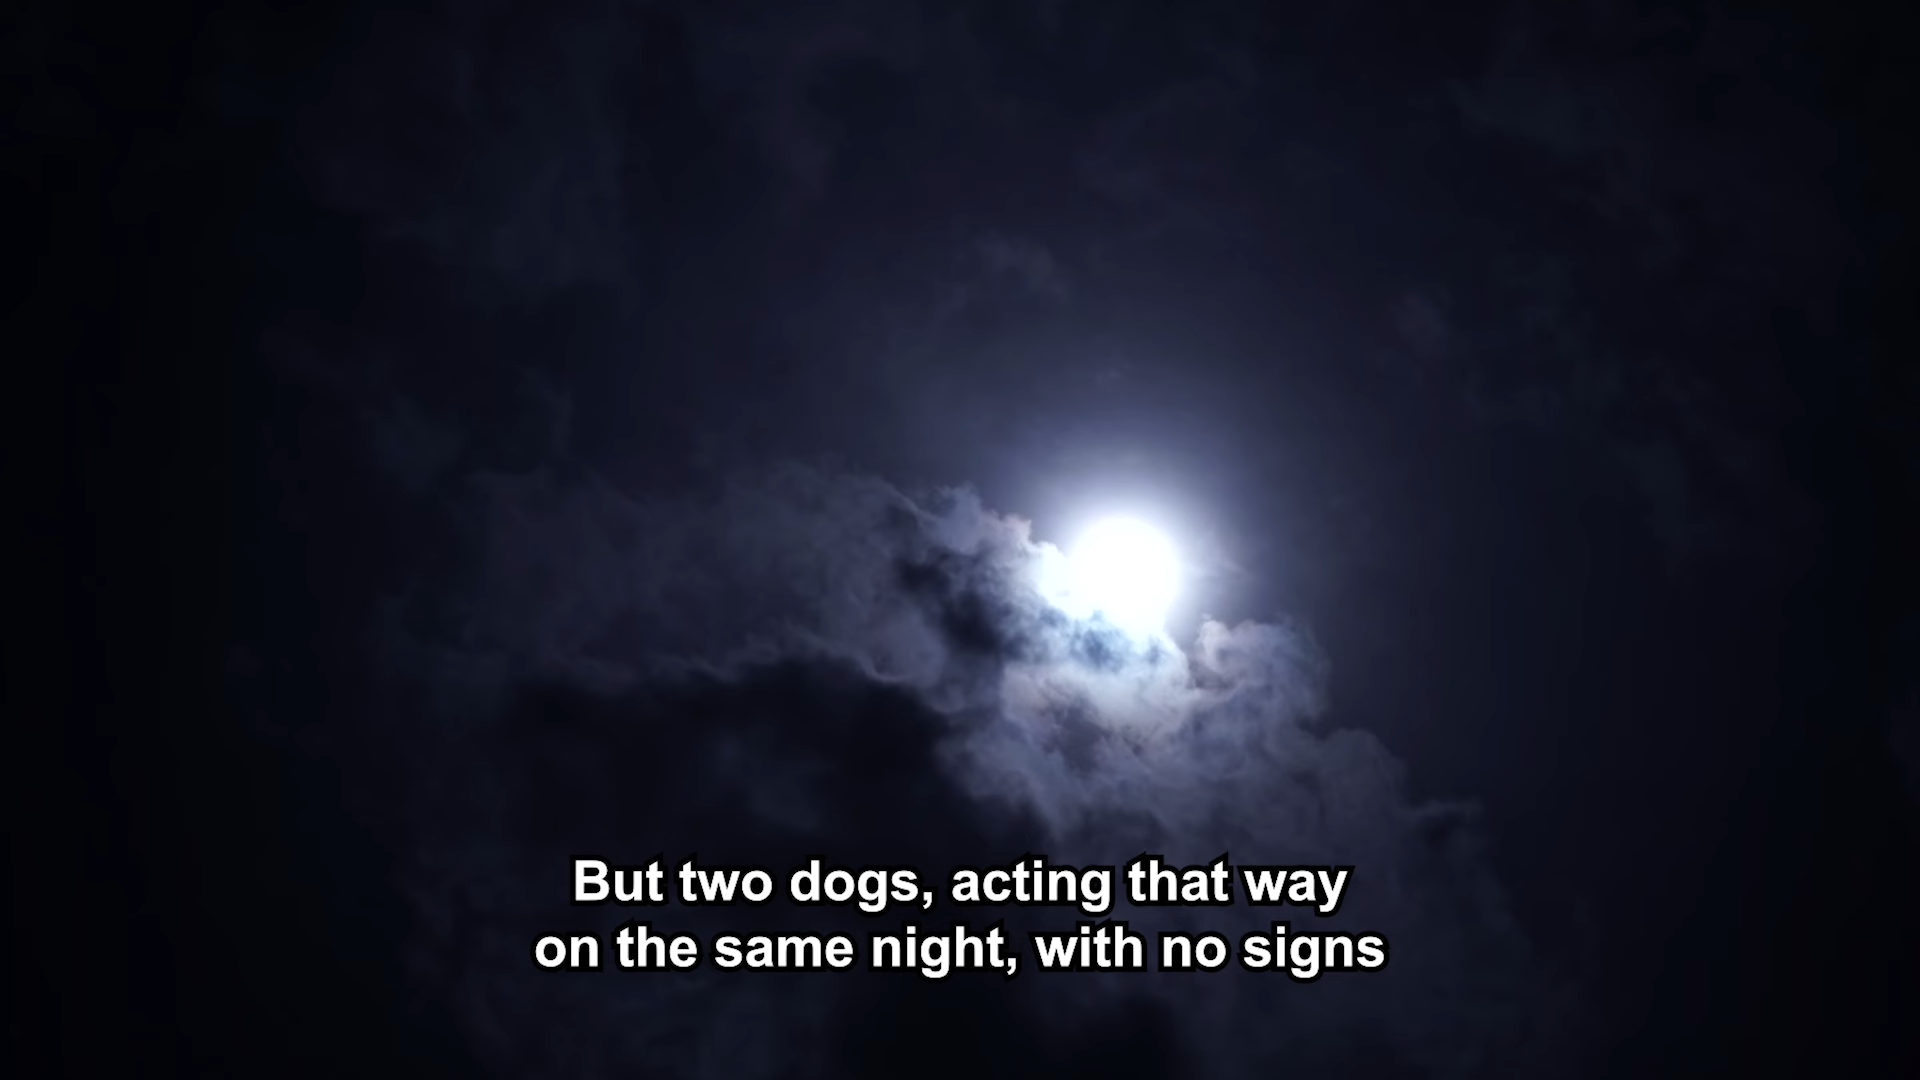 But two dogs, acting that way
on the same night, with no signs